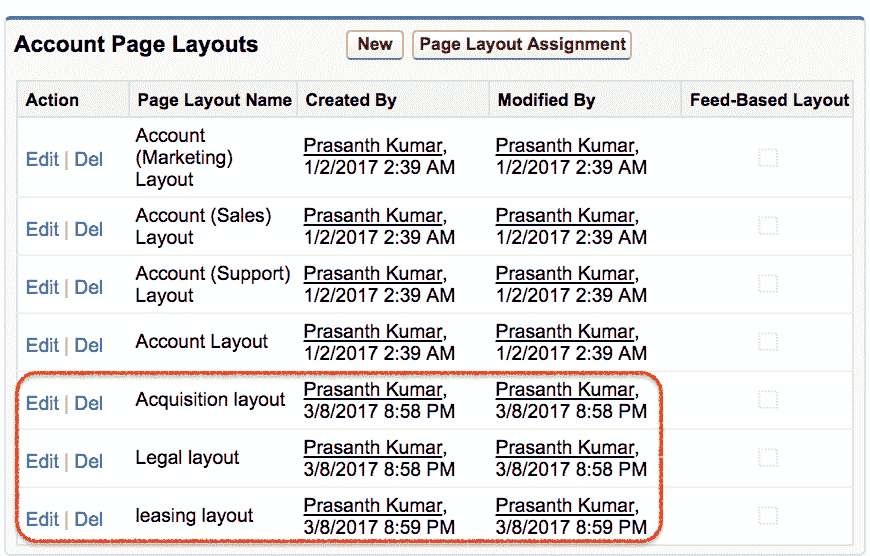 Account Page Layouts New Page Layout Assignment
Action Page Layout Name Created By Modified By Feed-Based Layout
Edit | Del Account (Marketing) Layout Prasanth Kumar, 1/2/2017 2:39 AM Prasanth Kumar, 1/2/2017 2:39 AM
Edit | Del Account (Sales) Layout Prasanth Kumar, 1/2/2017 2:39 AM Prasanth Kumar, 1/2/2017 2:39 AM
Edit | Del Account (Support) Layout Prasanth Kumar, 1/2/2017 2:39 AM Prasanth Kumar, 1/2/2017 2:39 AM
Edit | Del Account Layout Prasanth Kumar, 1/2/2017 2:39 AM Prasanth Kumar, 1/2/2017 2:39 AM
Edit | Del Acquisition layout Prasanth Kumar, 3/8/2017 8:58 PM Prasanth Kumar, 3/8/2017 8:58 PM
Edit | Del Legal layout Prasanth Kumar, 3/8/2017 8:58 PM Prasanth Kumar, 3/8/2017 8:58 PM
Edit | Del leasing layout Prasanth Kumar, 3/8/2017 8:59 PM Prasanth Kumar, 3/8/2017 8:59 PM